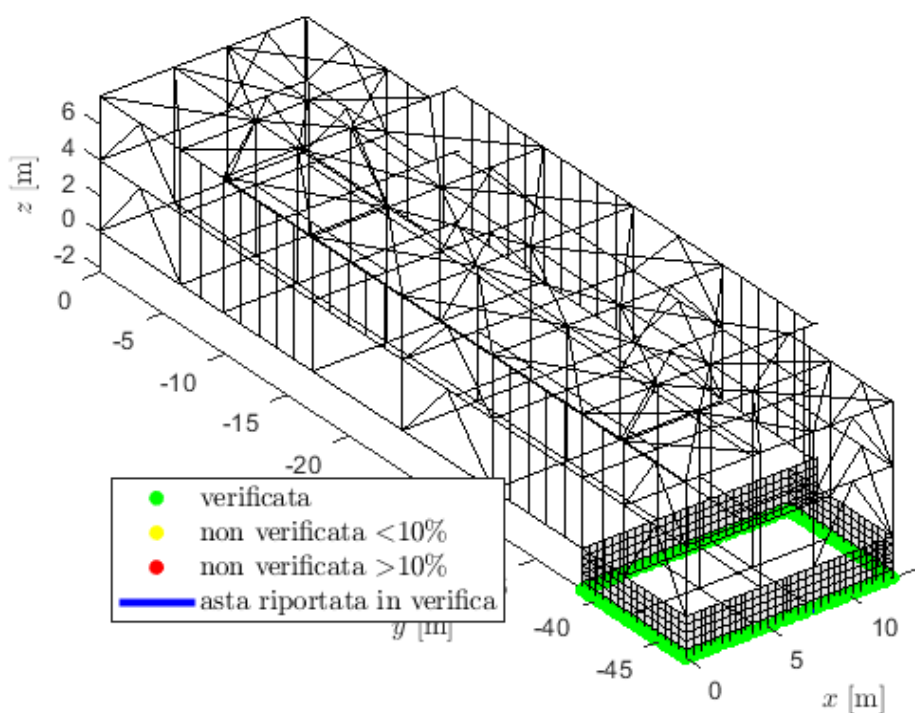 6
4
2
0
-2
z [m]
0
-5
-10
-15
-20
-40
-45
y [m]
0
5
10
x [m]
verificata
non verificata <10%
non verificata >10%
asta riportata in verifica